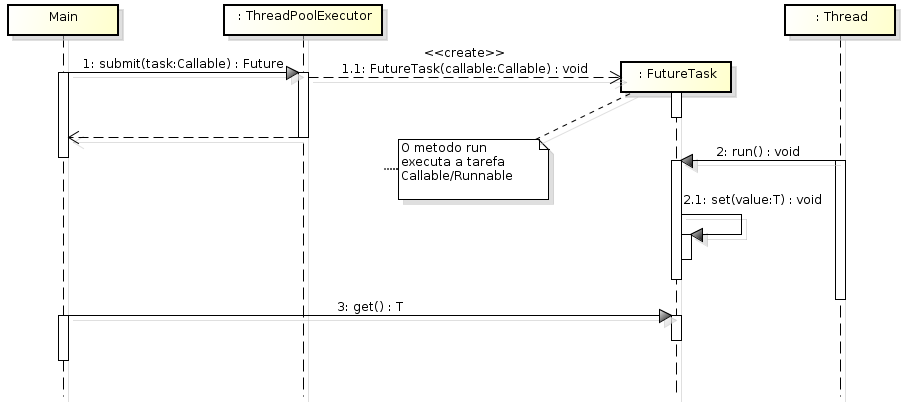 Main
: ThreadPoolExecutor
: Thread
<<create>>
1: submit(task:Callable) : Future
1.1: FutureTask(callable:Callable) : void
: FutureTask
O metodo run
executa a tarefa
Callable/Runnable
2: run() : void
2.1: set(value:T) : void
3: get() : T